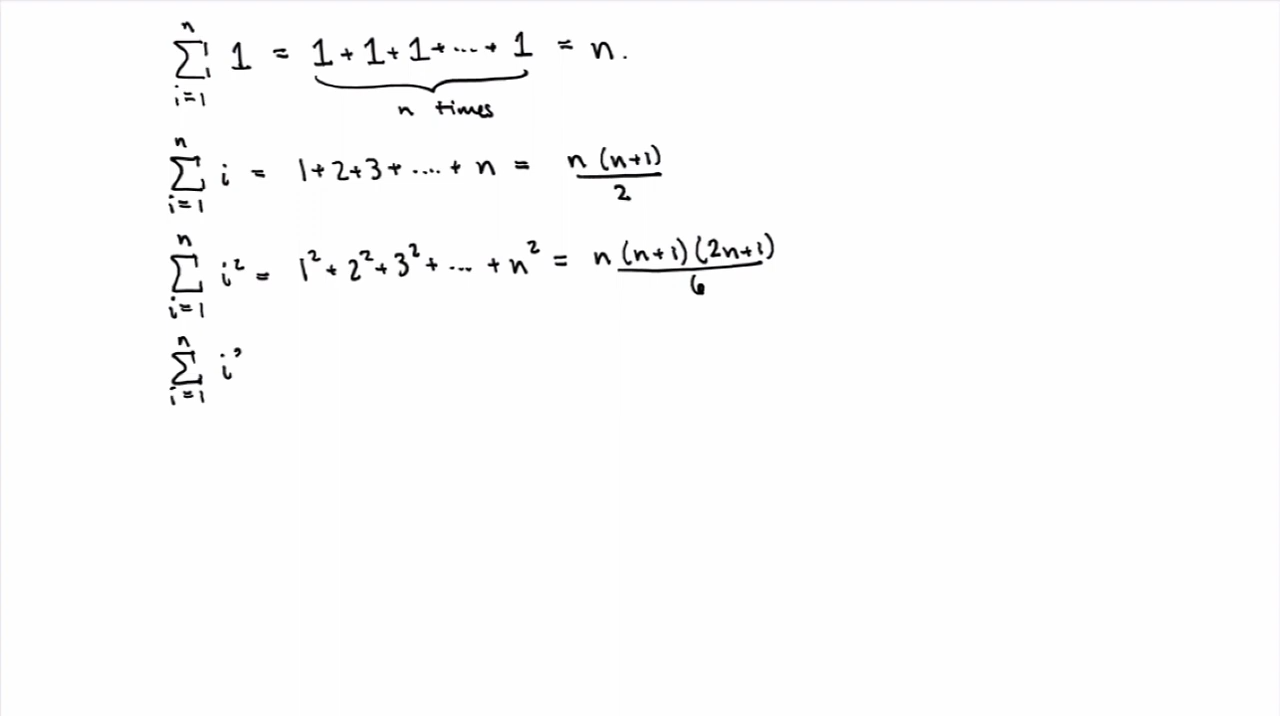 n
∑ 1 = 1 + 1 + 1 + ... + 1 = n.
i=1
n times
n
∑ i = 1+2+3+ .... + n = n (n+1)
i=1
2
n
∑ i² = 1² + 2² + 3² + ... + n² = n (n+1)(2n+1)
i=1
6
n
∑ i
i=1